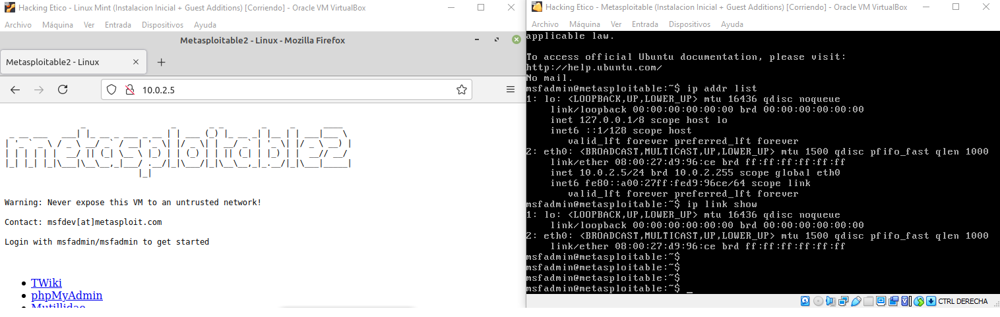 Hacking Etico - Linux Mint (Instalacion Inicial + Guest Additions) [Corriendo] - Oracle VM VirtualBox
Archivo Máquina Ver Entrada Dispositivos Ayuda
Metasploitable2 - Linux - Mozilla Firefox
Metasploitable2 - Linux
10.0.2.5
metasploitable2
Warning: Never expose this VM to an untrusted network!
Contact: msfdev[at]metasploit.com
Login with msfadmin/msfadmin to get started
TWiki
phpMyAdmin
Mutillidae
Hacking Etico - Metasploitable (Instalacion Inicial + Guest Additions) [Corriendo] - Oracle VM VirtualBox
Archivo Máquina Ver Entrada Dispositivos Ayuda
applicable law.
To access official Ubuntu documentation, please visit:
http://help.ubuntu.com/
No mail.
msfadmin@metasploitable:~$ ip addr list
1: lo: <LOOPBACK,UP,LOWER_UP> mtu 16436 qdisc noqueue
link/loopback 00:00:00:00:00:00 brd 00:00:00:00:00:00
inet 127.0.0.1/8 scope host lo
inet6 ::1/128 scope host
valid_lft forever preferred_lft forever
2: eth0: <BROADCAST,MULTICAST,UP,LOWER_UP> mtu 1500 qdisc pfifo_fast qlen 1000
link/ether 08:00:27:d9:96:ce brd ff:ff:ff:ff:ff:ff
inet 10.0.2.5/24 brd 10.0.2.255 scope global eth0
inet6 fe80::a00:27ff:fed9:96ce/64 scope link
valid_lft forever preferred_lft forever
msfadmin@metasploitable:~$ ip link show
1: lo: <LOOPBACK,UP,LOWER_UP> mtu 16436 qdisc noqueue
link/loopback 00:00:00:00:00:00 brd 00:00:00:00:00:00
2: eth0: <BROADCAST,MULTICAST,UP,LOWER_UP> mtu 1500 qdisc pfifo_fast qlen 1000
link/ether 08:00:27:d9:96:ce brd ff:ff:ff:ff:ff:ff
msfadmin@metasploitable:~$
msfadmin@metasploitable:~$
msfadmin@metasploitable:~$
msfadmin@metasploitable:~$ _
CTRL DERECHA